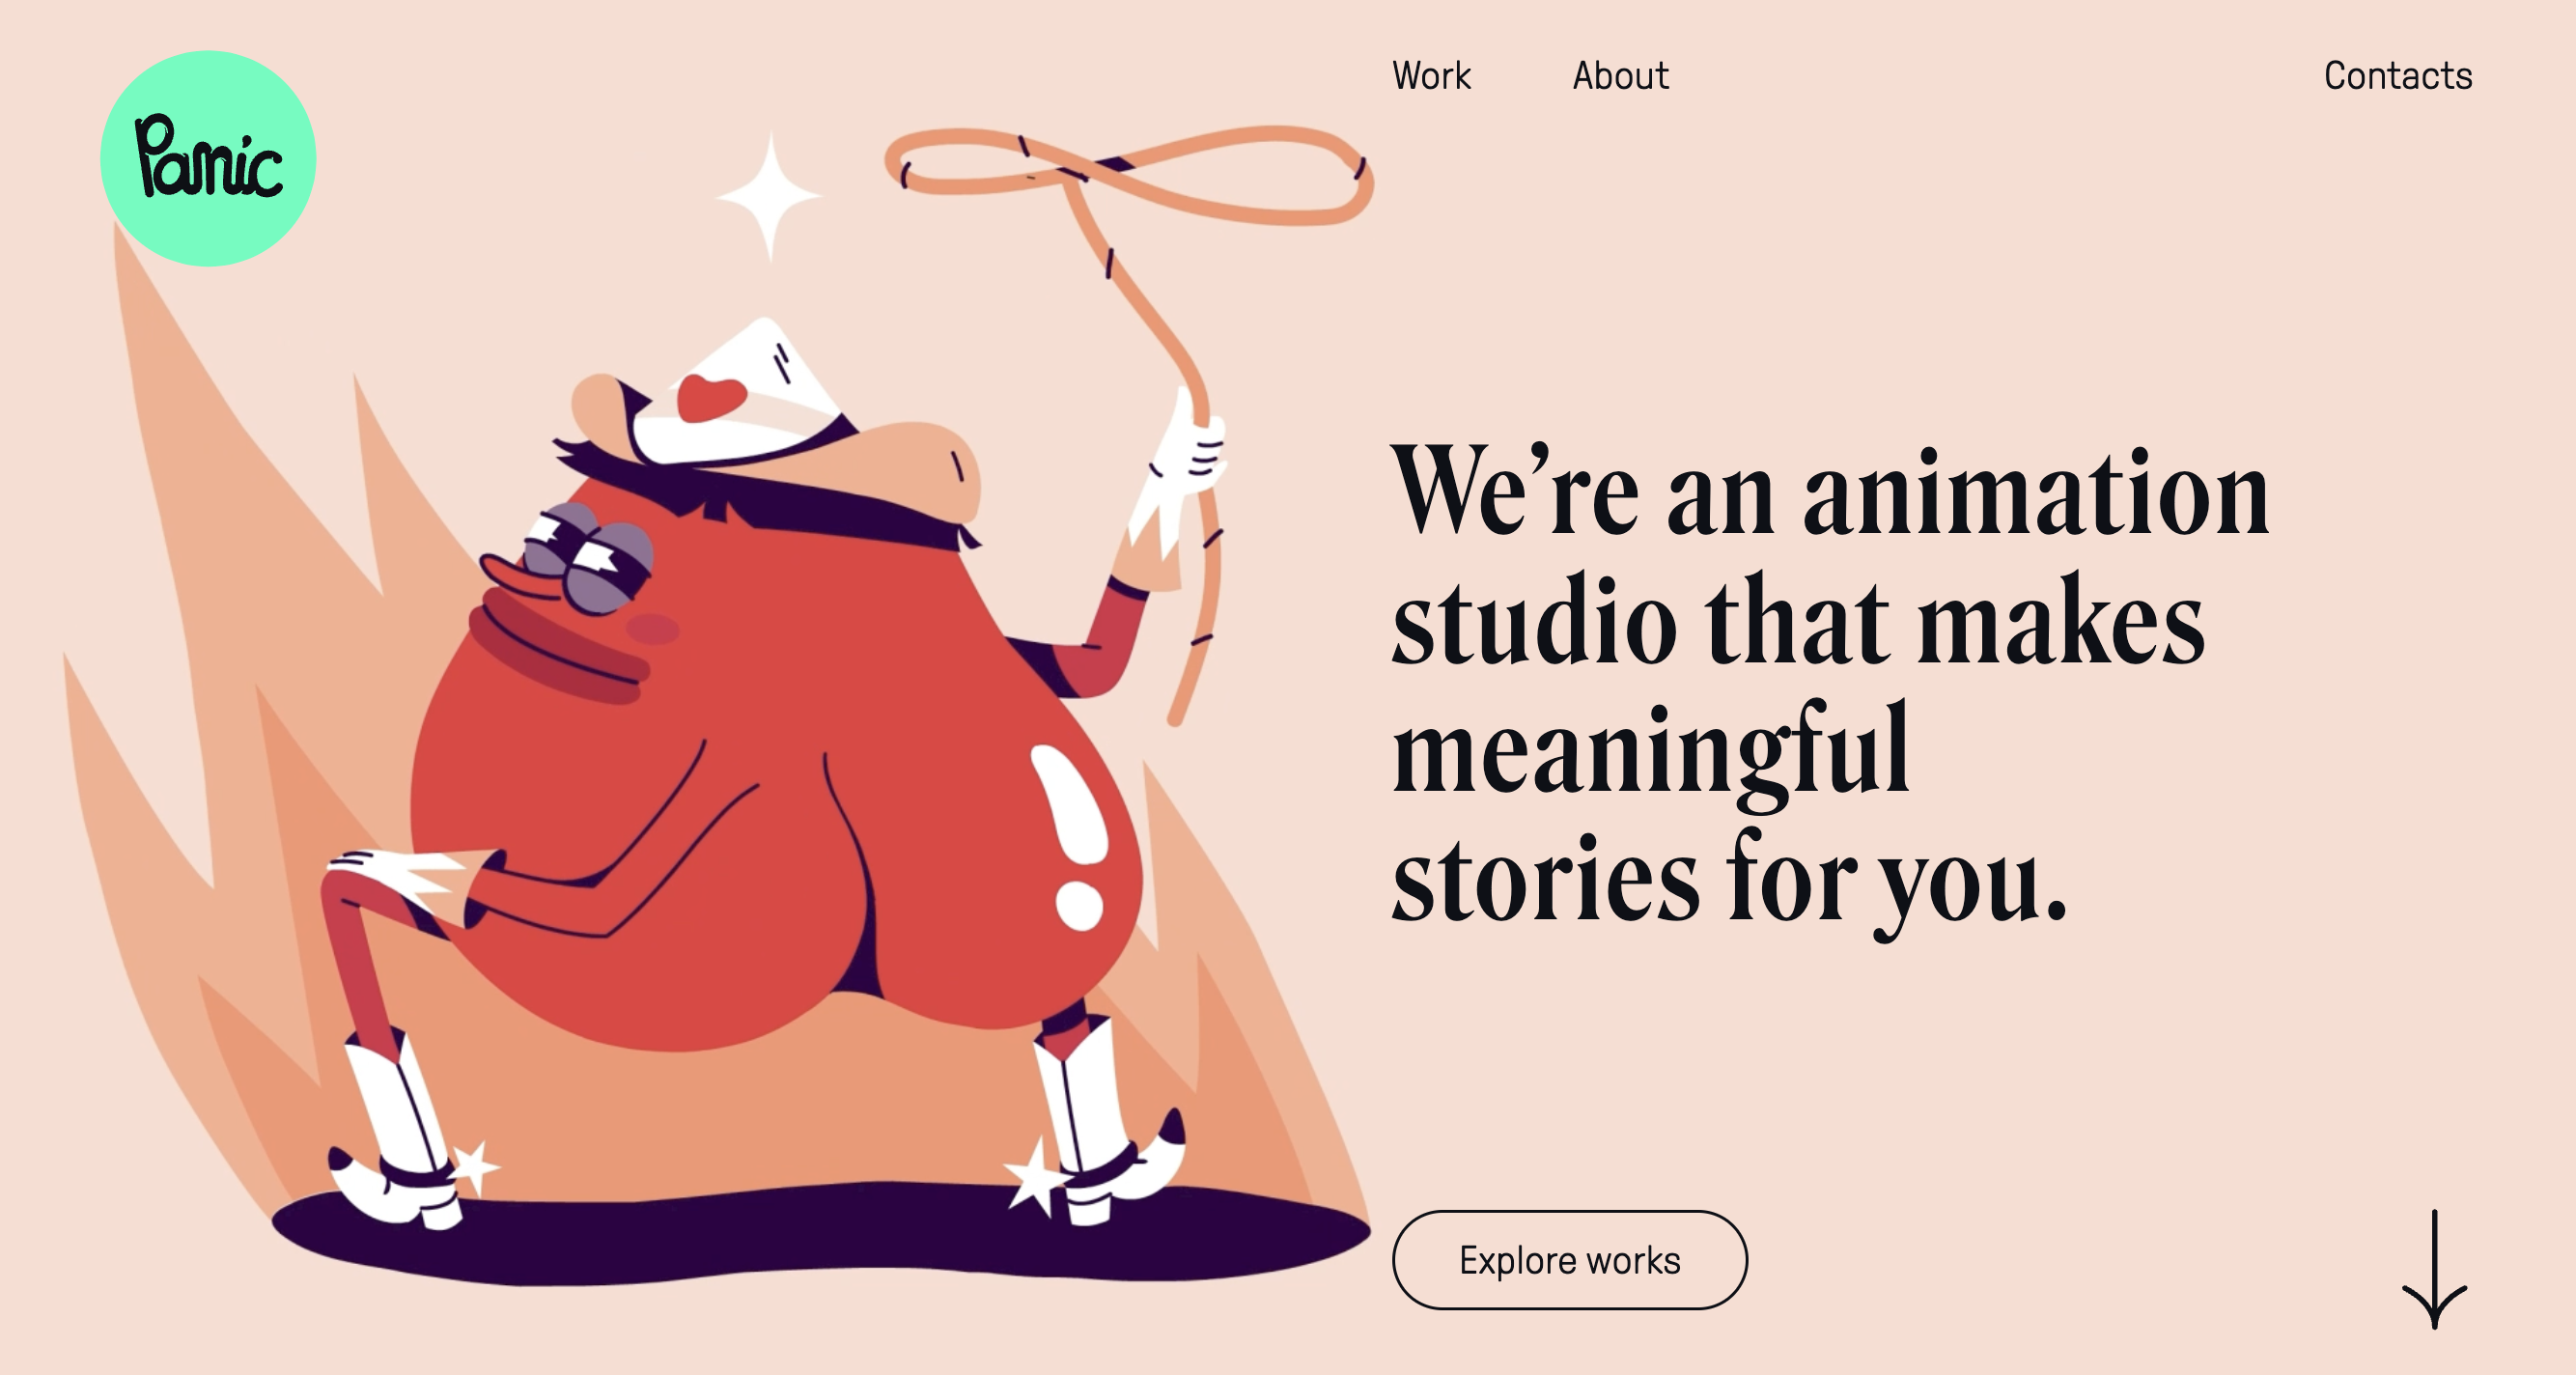 Panic
Work
About
Contacts
We’re an animation
studio that makes
meaningful
stories for you.
Explore works